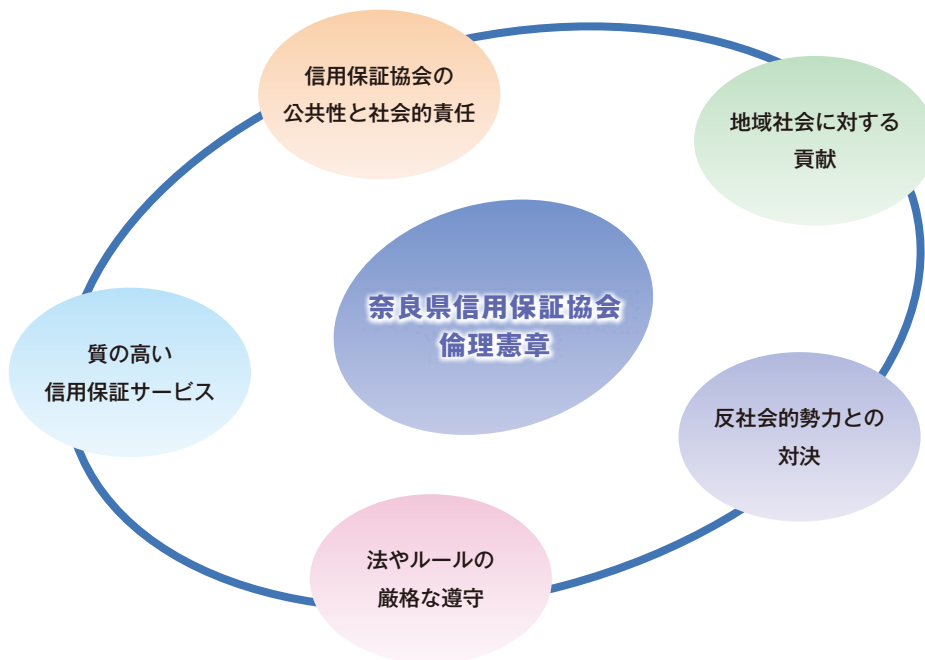 信用保証協会の
公共性と社会的責任
地域社会に対する
貢献
奈良県信用保証協会
倫理憲章
質の高い
信用保証サービス
反社会的勢力との
対決
法やルールの
厳格な遵守